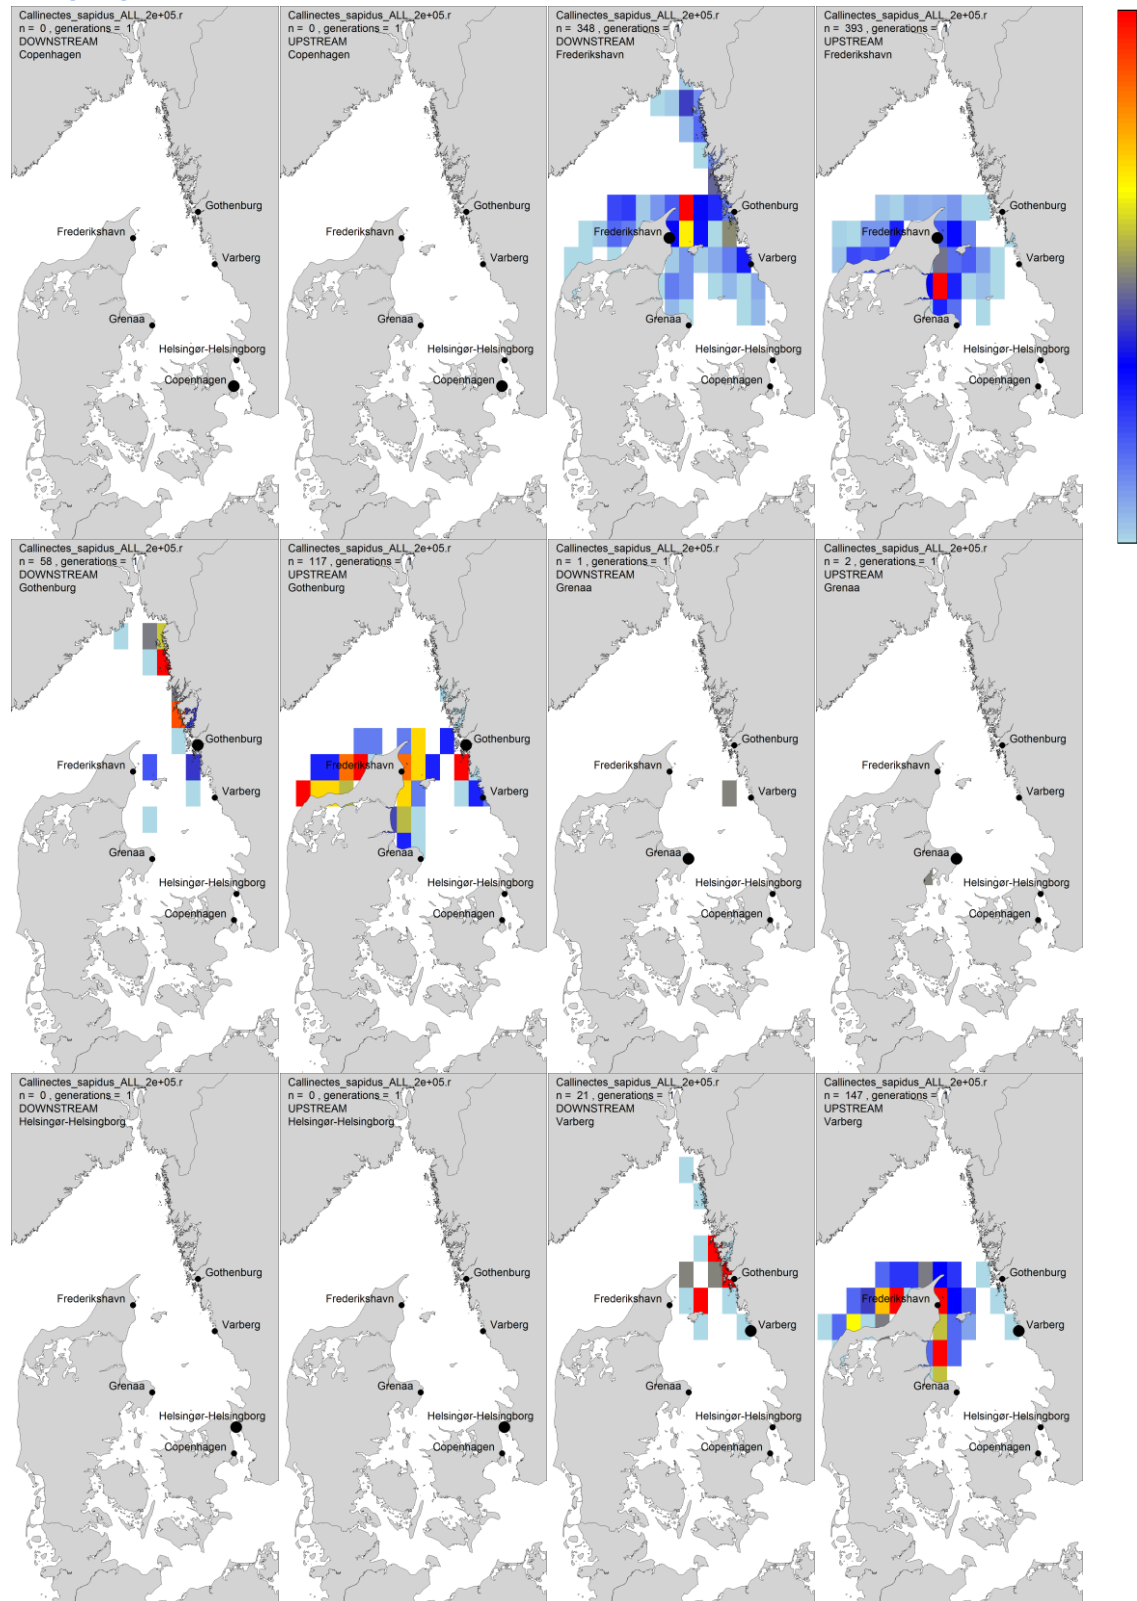 Callinectes_sapidus_ALL_2e+05.r
n = 0 , generations = 1
DOWNSTREAM
Copenhagen
Gothenburg
Frederikshavn
Varberg
Grenaa
Helsingør-Helsingborg
Copenhagen
Callinectes_sapidus_ALL_2e+05.r
n = 0 , generations = 1
UPSTREAM
Copenhagen
Gothenburg
Frederikshavn
Varberg
Grenaa
Helsingør-Helsingborg
Copenhagen
Callinectes_sapidus_ALL_2e+05.r
n = 348 , generations = 1
DOWNSTREAM
Frederikshavn
Gothenburg
Frederikshavn
Varberg
Grenaa
Helsingør-Helsingborg
Copenhagen
Callinectes_sapidus_ALL_2e+05.r
n = 393 , generations = 1
UPSTREAM
Frederikshavn
Gothenburg
Frederikshavn
Varberg
Grenaa
Helsingør-Helsingborg
Copenhagen
Callinectes_sapidus_ALL_2e+05.r
n = 58 , generations = 1
DOWNSTREAM
Gothenburg
Gothenburg
Frederikshavn
Varberg
Grenaa
Helsingør-Helsingborg
Copenhagen
Callinectes_sapidus_ALL_2e+05.r
n = 117 , generations = 1
UPSTREAM
Gothenburg
Gothenburg
Frederikshavn
Varberg
Grenaa
Helsingør-Helsingborg
Copenhagen
Callinectes_sapidus_ALL_2e+05.r
n = 1 , generations = 1
DOWNSTREAM
Grenaa
Gothenburg
Frederikshavn
Varberg
Grenaa
Helsingør-Helsingborg
Copenhagen
Callinectes_sapidus_ALL_2e+05.r
n = 2 , generations = 1
UPSTREAM
Grenaa
Gothenburg
Frederikshavn
Varberg
Grenaa
Helsingør-Helsingborg
Copenhagen
Callinectes_sapidus_ALL_2e+05.r
n = 0 , generations = 1
DOWNSTREAM
Helsingør-Helsingborg
Gothenburg
Frederikshavn
Varberg
Grenaa
Helsingør-Helsingborg
Copenhagen
Callinectes_sapidus_ALL_2e+05.r
n = 0 , generations = 1
UPSTREAM
Helsingør-Helsingborg
Gothenburg
Frederikshavn
Varberg
Grenaa
Helsingør-Helsingborg
Copenhagen
Callinectes_sapidus_ALL_2e+05.r
n = 21 , generations = 1
DOWNSTREAM
Varberg
Gothenburg
Frederikshavn
Varberg
Grenaa
Helsingør-Helsingborg
Copenhagen
Callinectes_sapidus_ALL_2e+05.r
n = 147 , generations = 1
UPSTREAM
Varberg
Gothenburg
Frederikshavn
Varberg
Grenaa
Helsingør-Helsingborg
Copenhagen